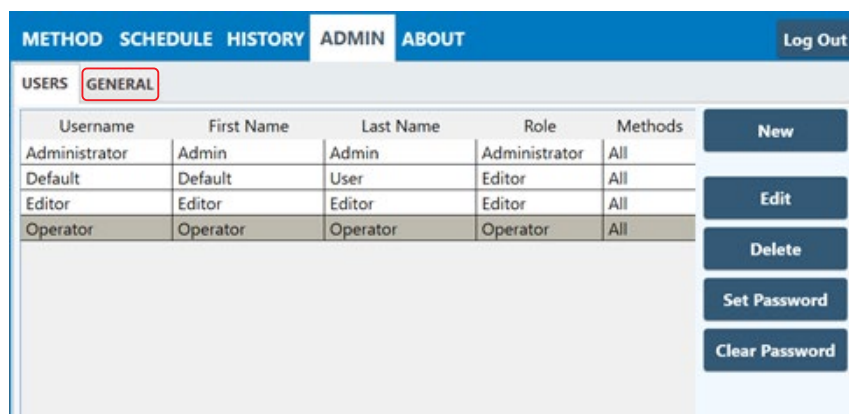 METHOD SCHEDULE HISTORY ADMIN ABOUT Log Out
USERS GENERAL
Username First Name Last Name Role Methods
Administrator Admin Admin Administrator All
Default Default User Editor All
Editor Editor Editor Editor All
Operator Operator Operator Operator All
New
Edit
Delete
Set Password
Clear Password